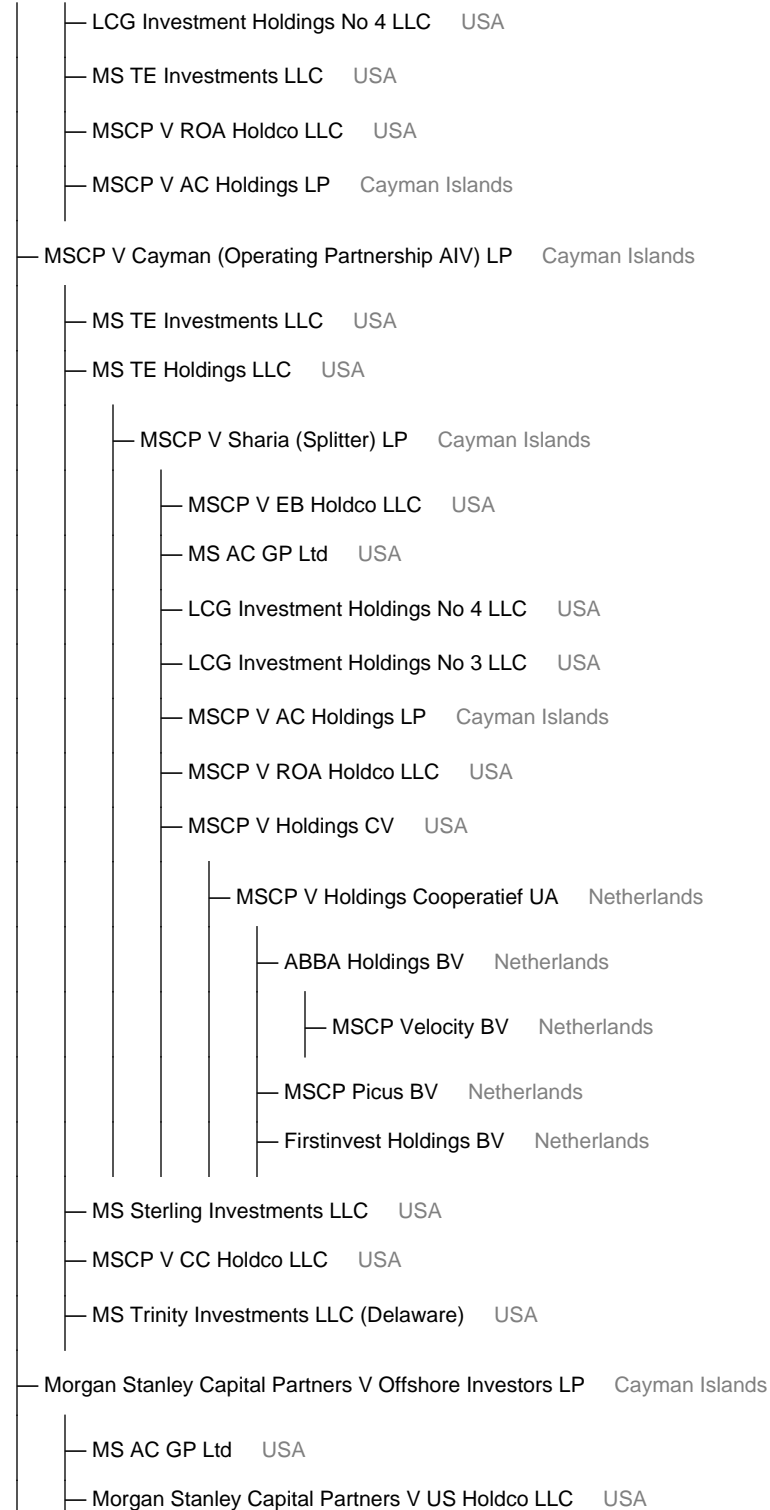 LCG Investment Holdings No 4 LLC USA
MS TE Investments LLC USA
MSCP V ROA Holdco LLC USA
MSCP V AC Holdings LP Cayman Islands
MSCP V Cayman (Operating Partnership AIV) LP Cayman Islands
MS TE Investments LLC USA
MS TE Holdings LLC USA
MSCP V Sharia (Splitter) LP Cayman Islands
MSCP V EB Holdco LLC USA
MS AC GP Ltd USA
LCG Investment Holdings No 4 LLC USA
LCG Investment Holdings No 3 LLC USA
MSCP V AC Holdings LP Cayman Islands
MSCP V ROA Holdco LLC USA
MSCP V Holdings CV USA
MSCP V Holdings Cooperatief UA Netherlands
ABBA Holdings BV Netherlands
MSCP Velocity BV Netherlands
MSCP Picus BV Netherlands
Firstinvest Holdings BV Netherlands
MS Sterling Investments LLC USA
MSCP V CC Holdco LLC USA
MS Trinity Investments LLC (Delaware) USA
Morgan Stanley Capital Partners V Offshore Investors LP Cayman Islands
MS AC GP Ltd USA
Morgan Stanley Capital Partners V US Holdco LLC USA